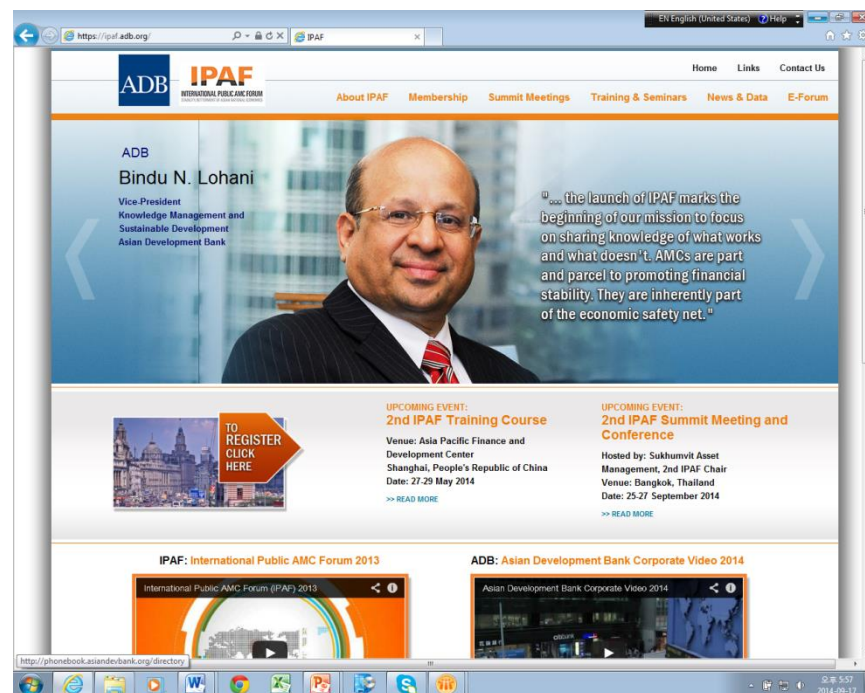 EN English (United States) Help
https://ipaf.adb.org/
IPAF
ADB
IPAF
INTERNATIONAL PUBLIC AMC FORUM
Home Links Contact Us
About IPAF Membership Summit Meetings Training & Seminars News & Data E-Forum
ADB
Bindu N. Lohani
Vice-President
Knowledge Management and
Sustainable Development
Asian Development Bank
"... the launch of IPAF marks the
beginning of our mission to focus
on sharing knowledge of what works
and what doesn't. AMCs are part
and parcel to promoting financial
stability. They are inherently part
of the economic safety net."
TO
REGISTER
CLICK
HERE
UPCOMING EVENT:
2nd IPAF Training Course
Venue: Asia Pacific Finance and
Development Center
Shanghai, People's Republic of China
Date: 27-29 May 2014
>> READ MORE
UPCOMING EVENT:
2nd IPAF Summit Meeting and
Conference
Hosted by: Sukhumvit Asset
Management, 2nd IPAF Chair
Venue: Bangkok, Thailand
Date: 25-27 September 2014
>> READ MORE
IPAF: International Public AMC Forum 2013
International Public AMC Forum (IPAF) 2013
ADB: Asian Development Bank Corporate Video 2014
Asian Development Bank Corporate Video 2014
citibank
http://phonebook.asiandevbank.org/directory
오후 5:57